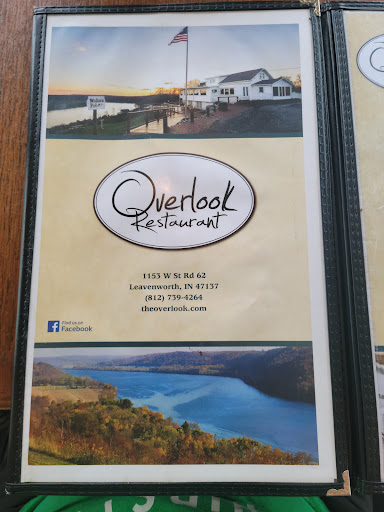 Overlook
Restaurant
1153 W St Rd 62
Leavenworth, IN 47137
(812) 739-4264
theoverlook.com
Find us on
Facebook